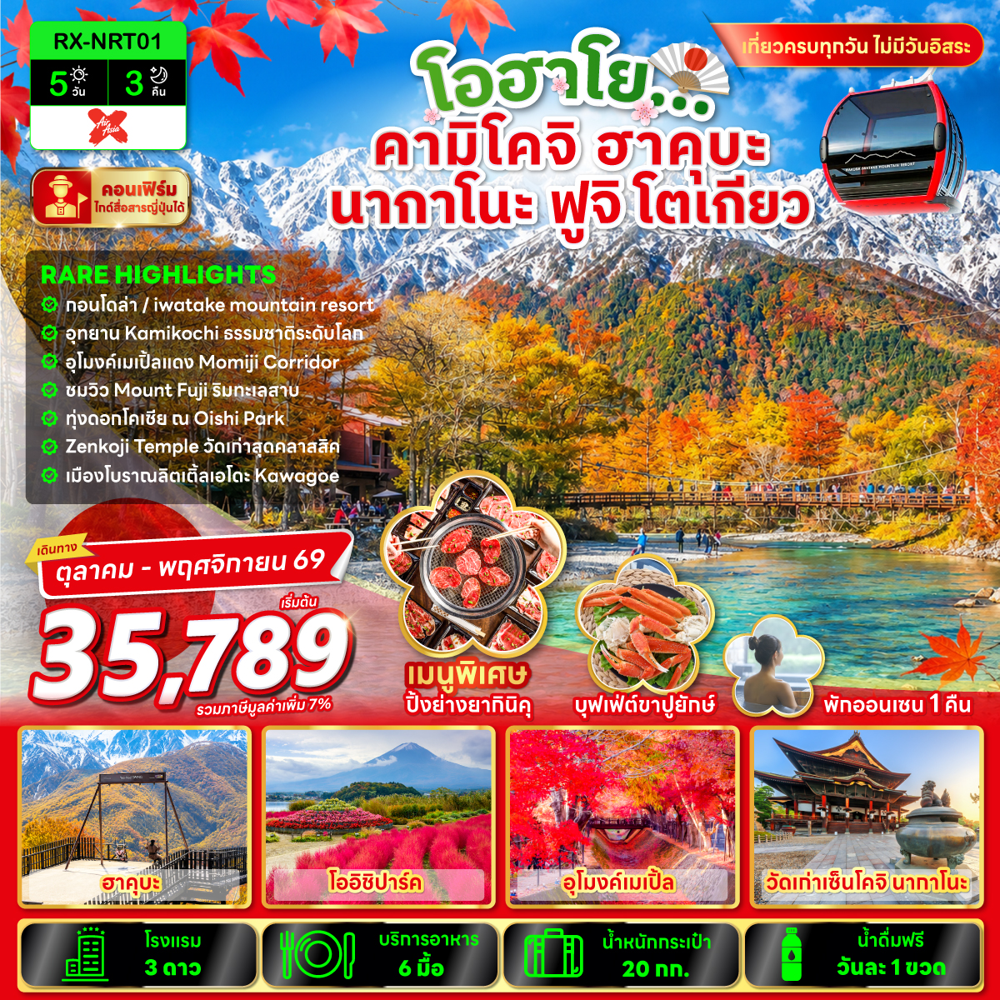 RX-NRT01
5 วัน
3 คืน
Air Asia X
เที่ยวครบทุกวัน ไม่มีวันอิสระ
โอฮาโย...
คามิโคจิ ฮาคุบะ
นากาโนะ ฟูจิ โตเกียว
HAKUBA IWATAKE MOUNTAIN RESORT
คอนเฟิร์ม
ไกด์สื่อสารญี่ปุ่นได้
RARE HIGHLIGHTS
กอนโดล่า / iwatake mountain resort
อุทยาน Kamikochi ธรรมชาติระดับโลก
อุโมงค์เมเปิ้ลแดง Momiji Corridor
ชมวิว Mount Fuji ริมทะเลสาบ
ทุ่งดอกโคเชีย ณ Oishi Park
Zenkoji Temple วัดเก่าสุดคลาสสิค
เมืองโบราณลิตเติ้ลเอโดะ Kawagoe
เดินทาง
ตุลาคม - พฤศจิกายน 69
เริ่มต้น
35,789
รวมภาษีมูลค่าเพิ่ม 7%
เมนูพิเศษ
ปิ้งย่างยากินิคุ
บุฟเฟ่ต์ขาปูยักษ์
พักออนเซน 1 คืน
ฮาคุบะ
โออิชิปาร์ค
อุโมงค์เมเปิ้ล
วัดเก่าเซ็นโคจิ นากาโนะ
โรงแรม
3 ดาว
บริการอาหาร
6 มื้อ
น้ำหนักกระเป๋า
20 กก.
น้ำดื่มฟรี
วันละ 1 ขวด